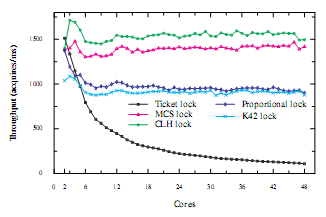 1500
1000
500
0
Throughput (acquires/ms)
Ticket lock
MCS lock
CLH lock
Proportional lock
K42 lock
0 2 6 12 18 24 30 36 42 48
Cores